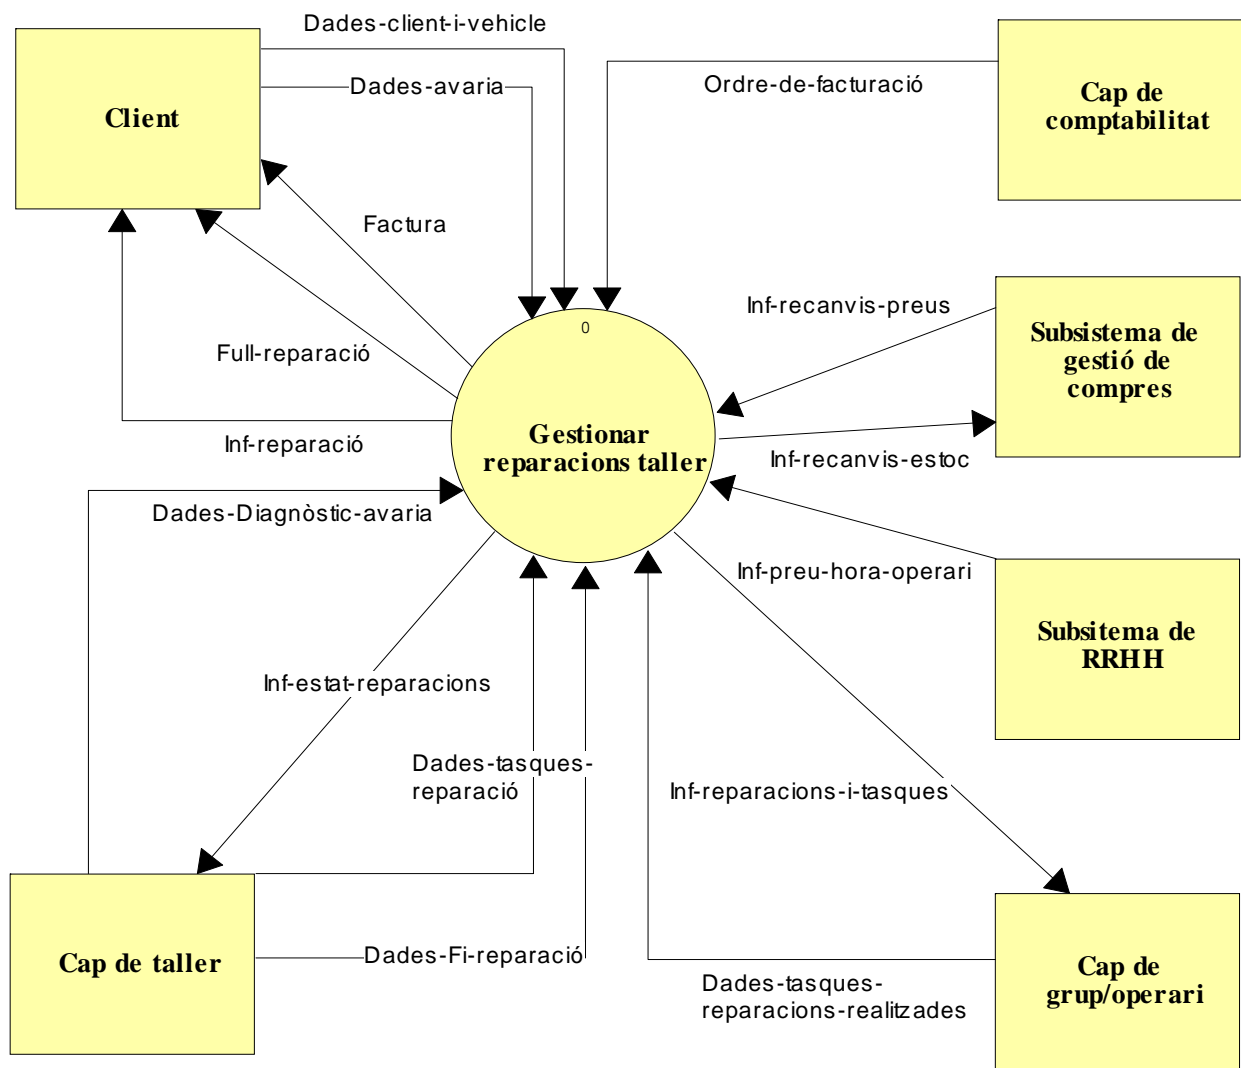 Dades-client-i-vehicle
Dades-avaria
Client
Ordre-de-facturació
Cap de
comptabilitat
Factura
Inf-recanvis-preus
0
Subsistema de
gestió de
compres
Full-reparació
Gestionar
reparacions taller
Inf-reparació
Inf-recanvis-estoc
Dades-Diagnòstic-avaria
Inf-preu-hora-operari
Subsitema de
RRHH
Inf-estat-reparacions
Dades-tasques-
reparació
Inf-reparacions-i-tasques
Cap de taller
Dades-Fi-reparació
Dades-tasques-
reparacions-realitzades
Cap de
grup/operari